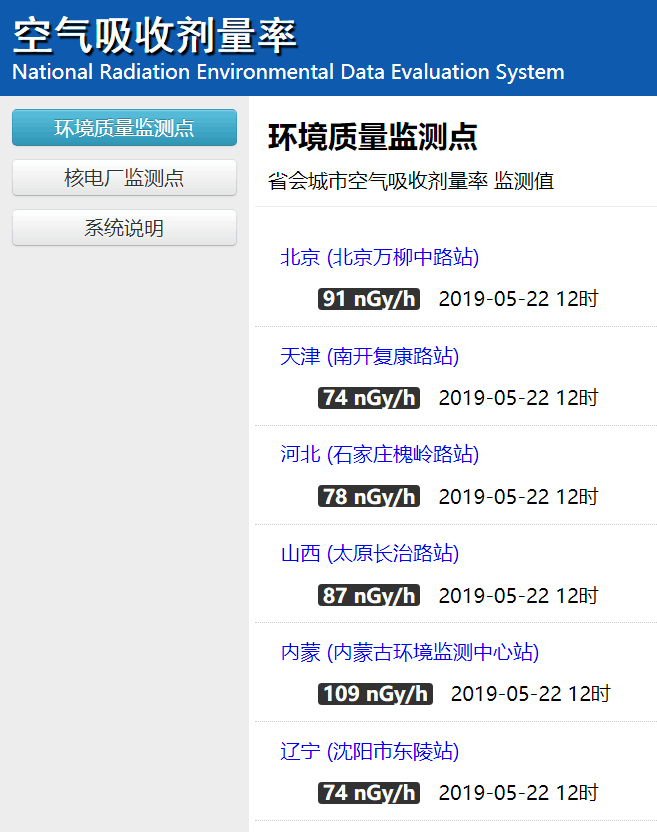 空气吸收剂量率
National Radiation Environmental Data Evaluation System
环境质量监测点
核电厂监测点
系统说明
环境质量监测点
省会城市空气吸收剂量率 监测值
北京 (北京万柳中路站)
91 nGy/h 2019-05-22 12时
天津 (南开复康路站)
74 nGy/h 2019-05-22 12时
河北 (石家庄槐岭路站)
78 nGy/h 2019-05-22 12时
山西 (太原长治路站)
87 nGy/h 2019-05-22 12时
内蒙 (内蒙古环境监测中心站)
109 nGy/h 2019-05-22 12时
辽宁 (沈阳市东陵站)
74 nGy/h 2019-05-22 12时